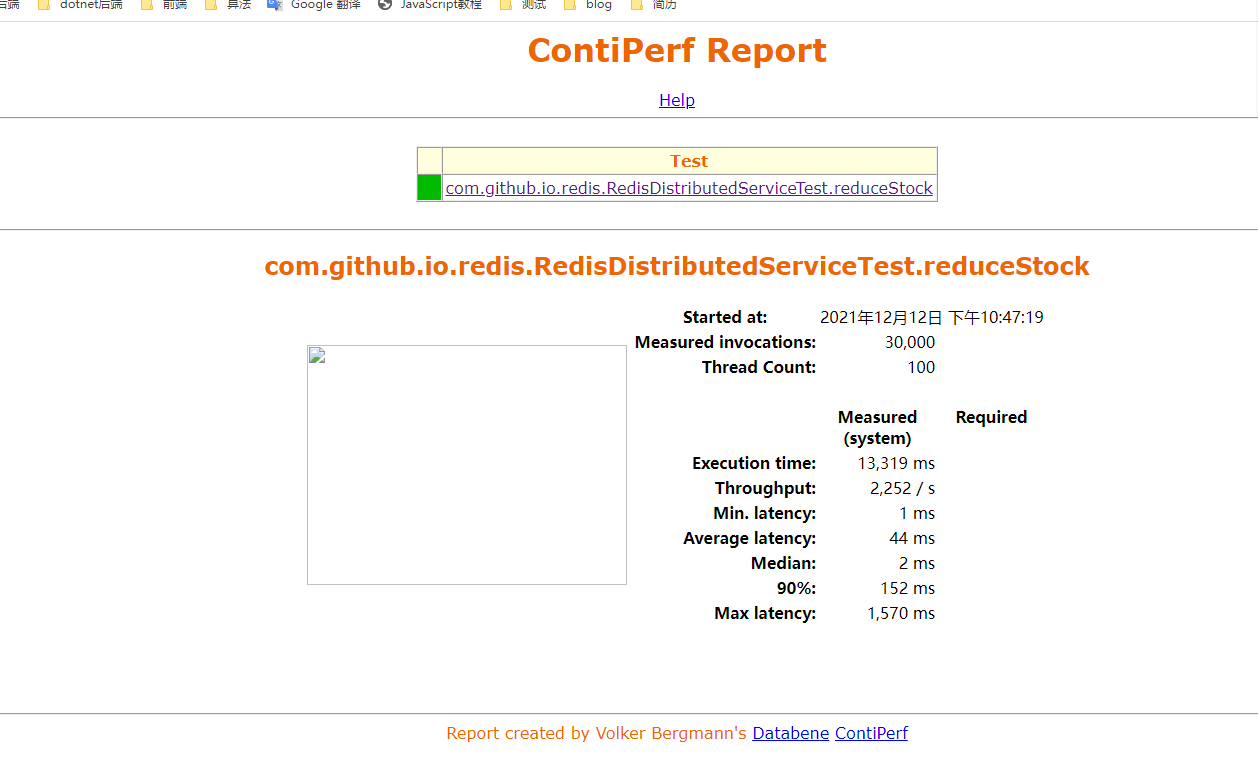 后端 dotnet后端 前端 算法 Google 翻译 JavaScript教程 测试 blog 简历
ContiPerf Report
Help
Test
com.github.io.redis.RedisDistributedServiceTest.reduceStock
com.github.io.redis.RedisDistributedServiceTest.reduceStock
Started at: 2021年12月12日 下午10:47:19
Measured invocations: 30,000
Thread Count: 100
Measured Required
(system)
Execution time: 13,319 ms
Throughput: 2,252 / s
Min. latency: 1 ms
Average latency: 44 ms
Median: 2 ms
90%: 152 ms
Max latency: 1,570 ms
Report created by Volker Bergmann's Databene ContiPerf